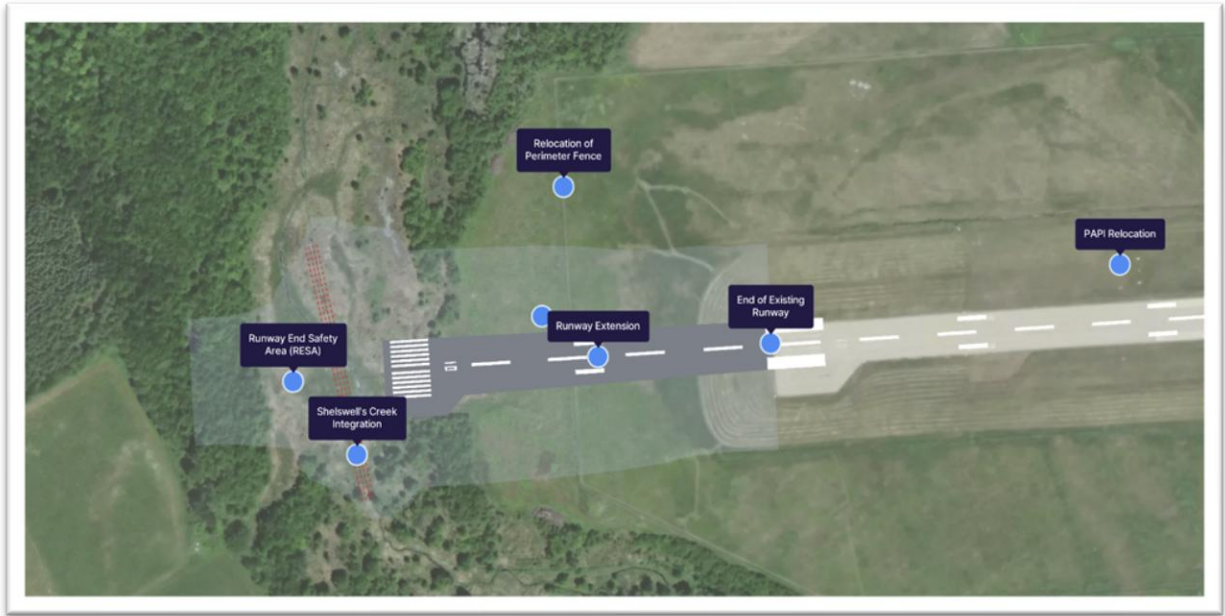 Relocation of
Perimeter Fence
PAPI Relocation
End of Existing
Runway
Runway Extension
Runway End Safety
Area (RESA)
Shelswell's Creek
Integration